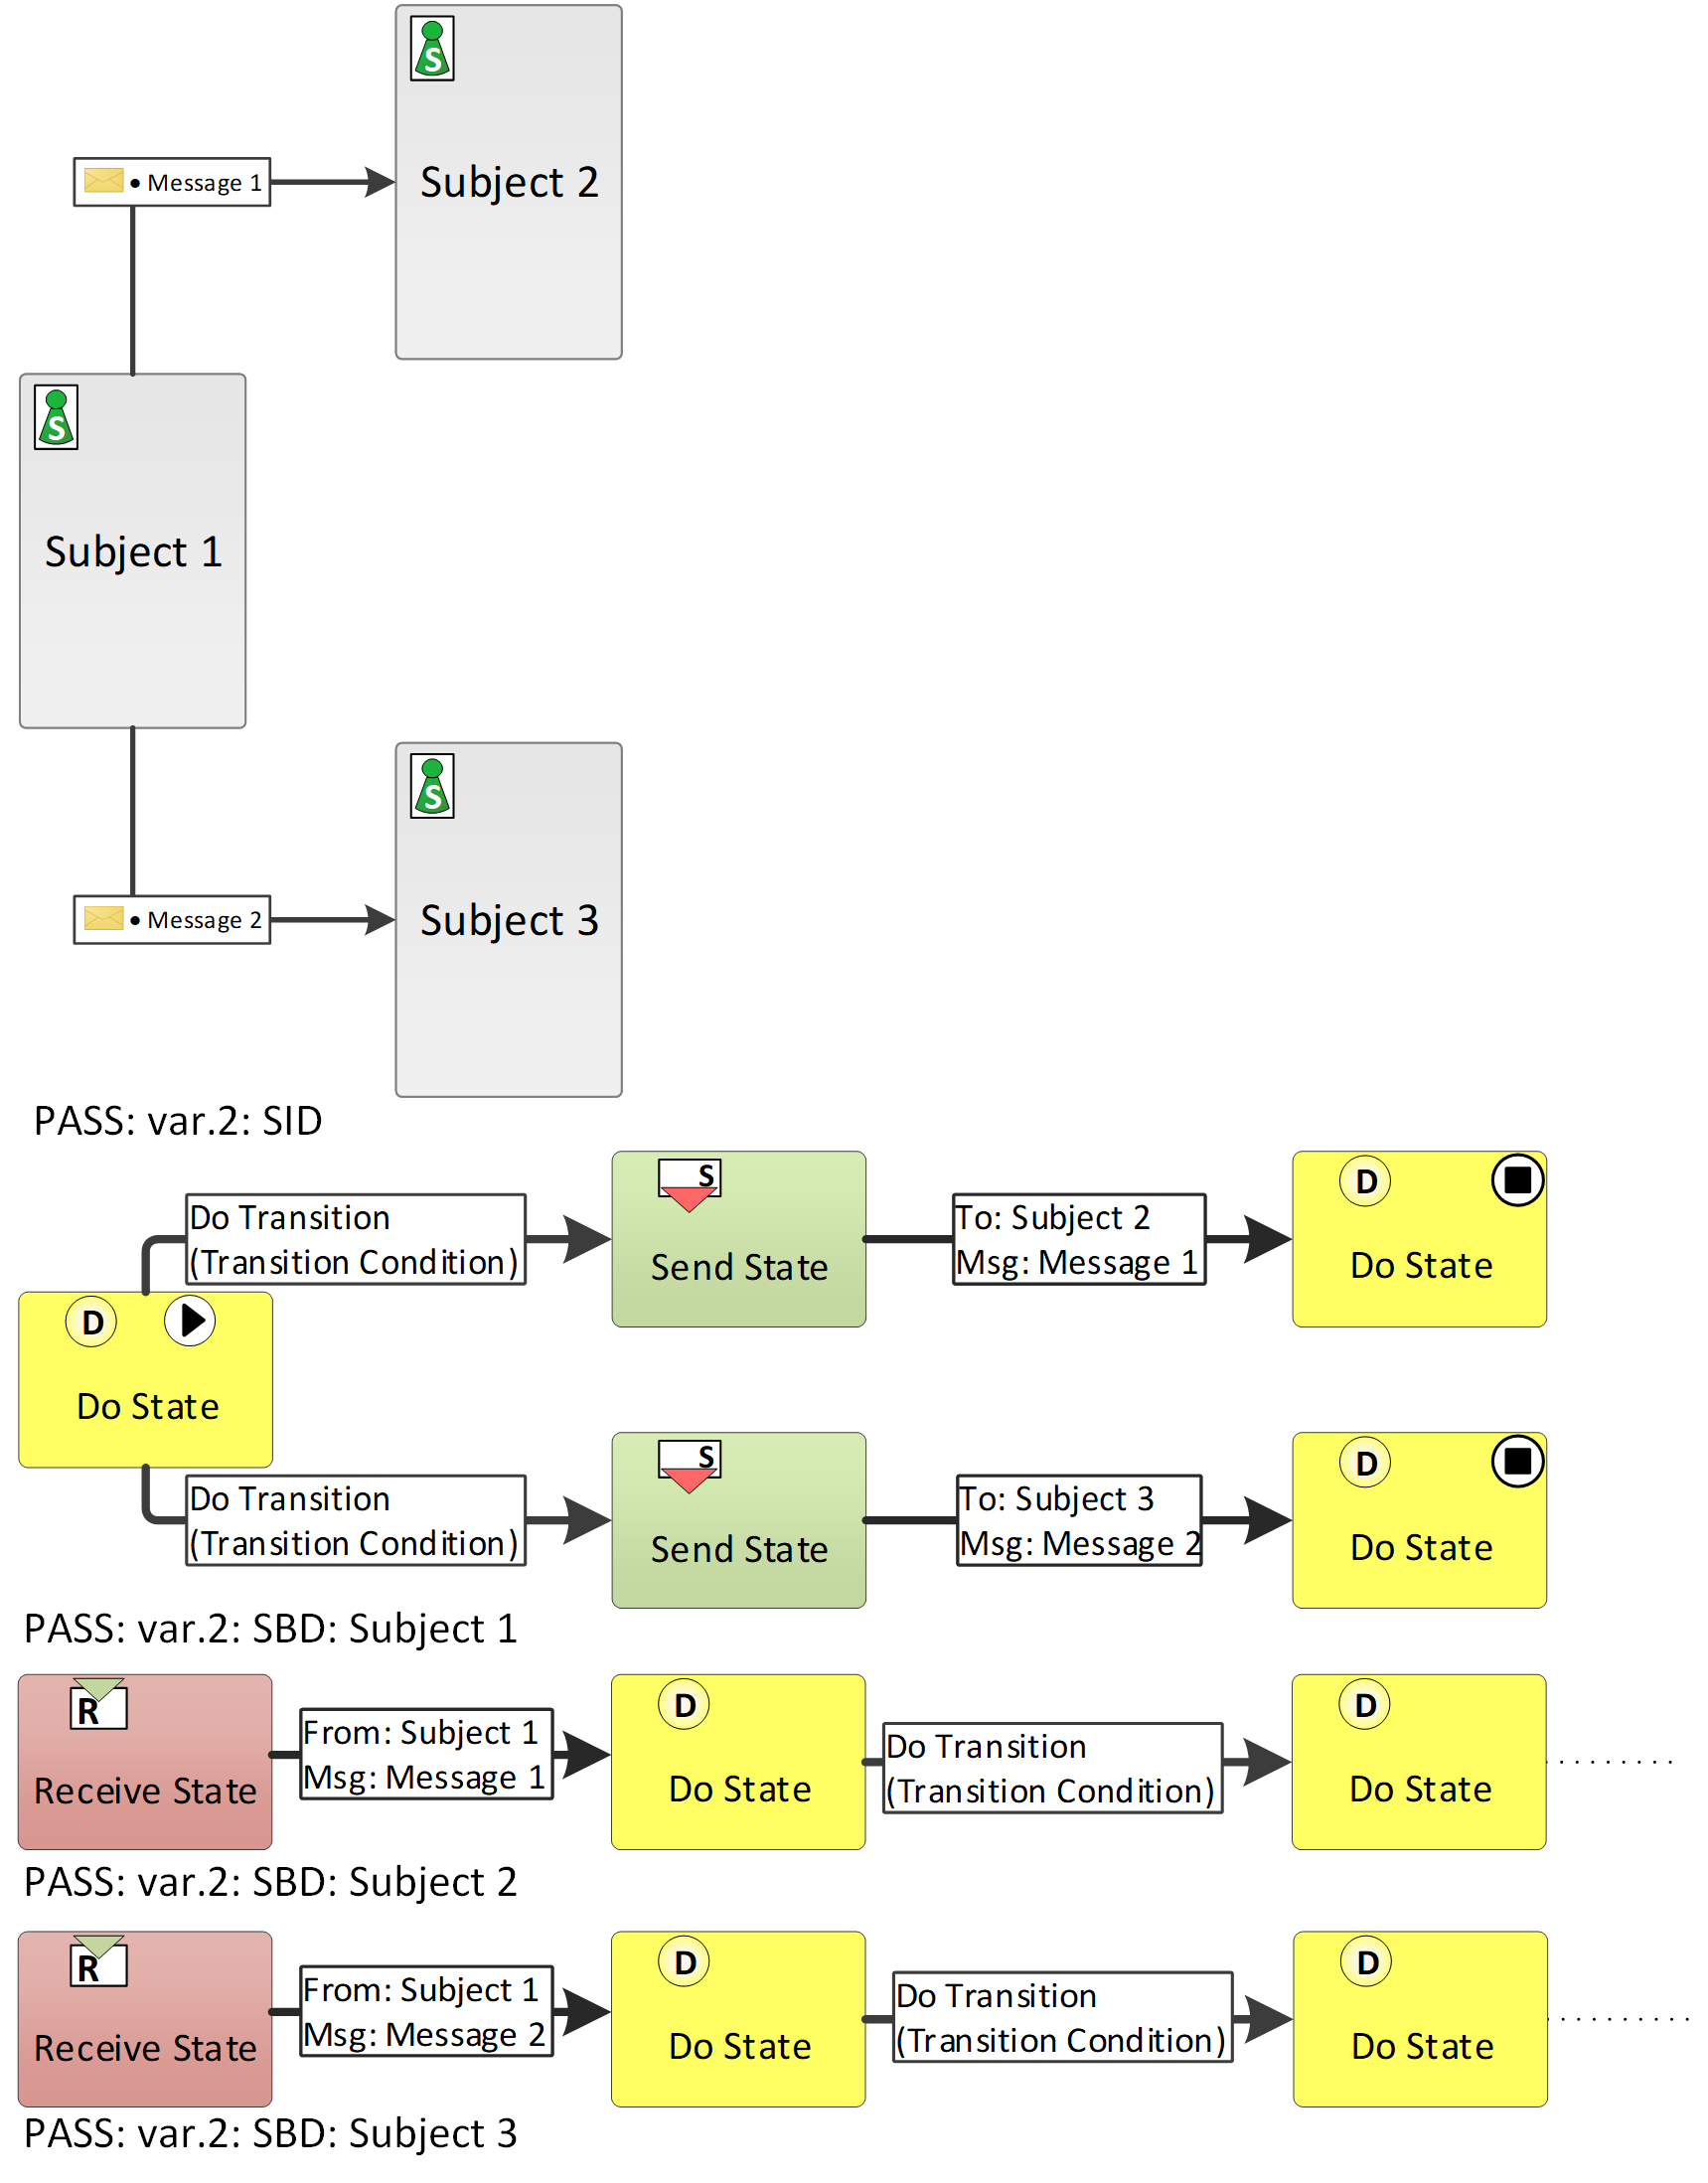 S
Subject 2
• Message 1
S
Subject 1
S
Subject 3
• Message 2
PASS: var.2: SID
Do Transition
(Transition Condition)
S
Send State
To: Subject 2
Msg: Message 1
D
Do State
D
Do State
Do Transition
(Transition Condition)
S
Send State
To: Subject 3
Msg: Message 2
D
Do State
PASS: var.2: SBD: Subject 1
R
Receive State
From: Subject 1
Msg: Message 1
D
Do State
Do Transition
(Transition Condition)
D
Do State
PASS: var.2: SBD: Subject 2
R
Receive State
From: Subject 1
Msg: Message 2
D
Do State
Do Transition
(Transition Condition)
D
Do State
PASS: var.2: SBD: Subject 3